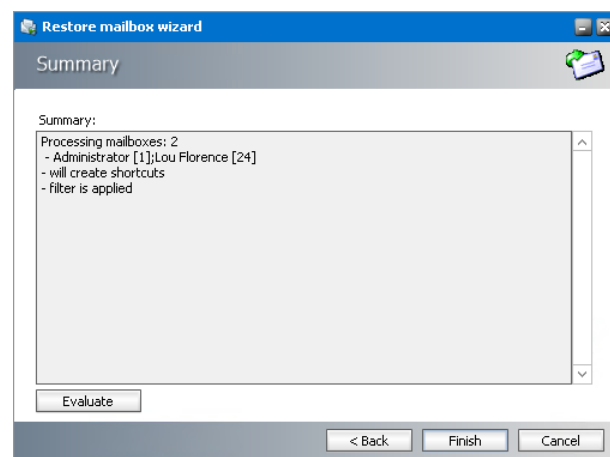 Restore mailbox wizard
Summary
Summary:
Processing mailboxes: 2
- Administrator [1];Lou Florence [24]
- will create shortcuts
- filter is applied
Evaluate
< Back
Finish
Cancel